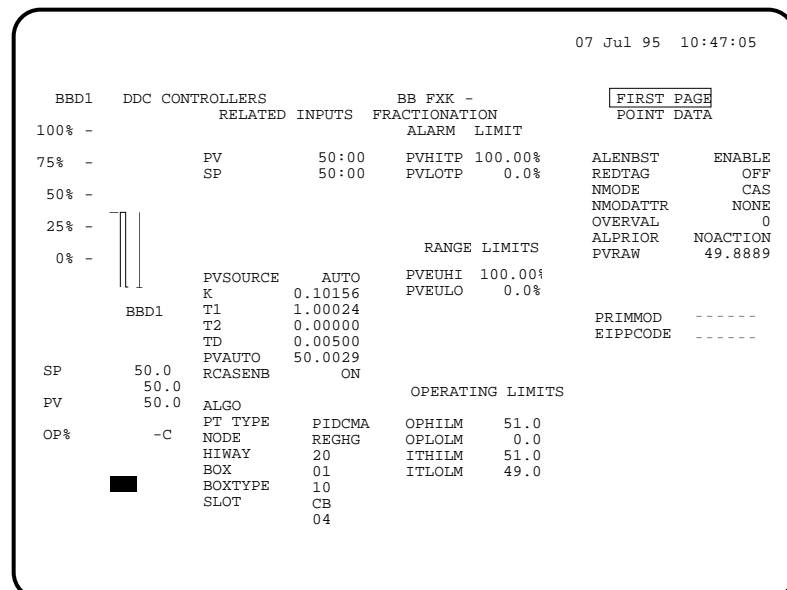 07 Jul 95 10:47:05
BBD1 DDC CONTROLLERS BB FXK - FIRST PAGE
RELATED INPUTS FRACTIONATION POINT DATA
100% - ALARM LIMIT
75% - PV 50:00 PVHITP 100.00% ALENBST ENABLE
SP 50:00 PVLOTP 0.0% REDTAG OFF
50% - NMODE CAS
NMODATTR NONE
25% - OVERVAL 0
RANGE LIMITS ALPRIOR NOACTION
0% - PVRAW 49.8889
PVSOURCE AUTO PVEUHI 100.00%
K 0.10156 PVEULO 0.0%
BBD1 T1 1.00024 PRIMMOD ------
T2 0.00000 EIPPCODE ------
TD 0.00500
PVAUTO 50.0029
SP 50.0 RCASENB ON
50.0 OPERATING LIMITS
PV 50.0 ALGO
PT TYPE PIDCMA OPHILM 51.0
OP% -C NODE REGHG OPLOLM 0.0
HIWAY 20 ITHILM 51.0
BOX 01 ITLOLM 49.0
BOXTYPE 10
SLOT CB
04